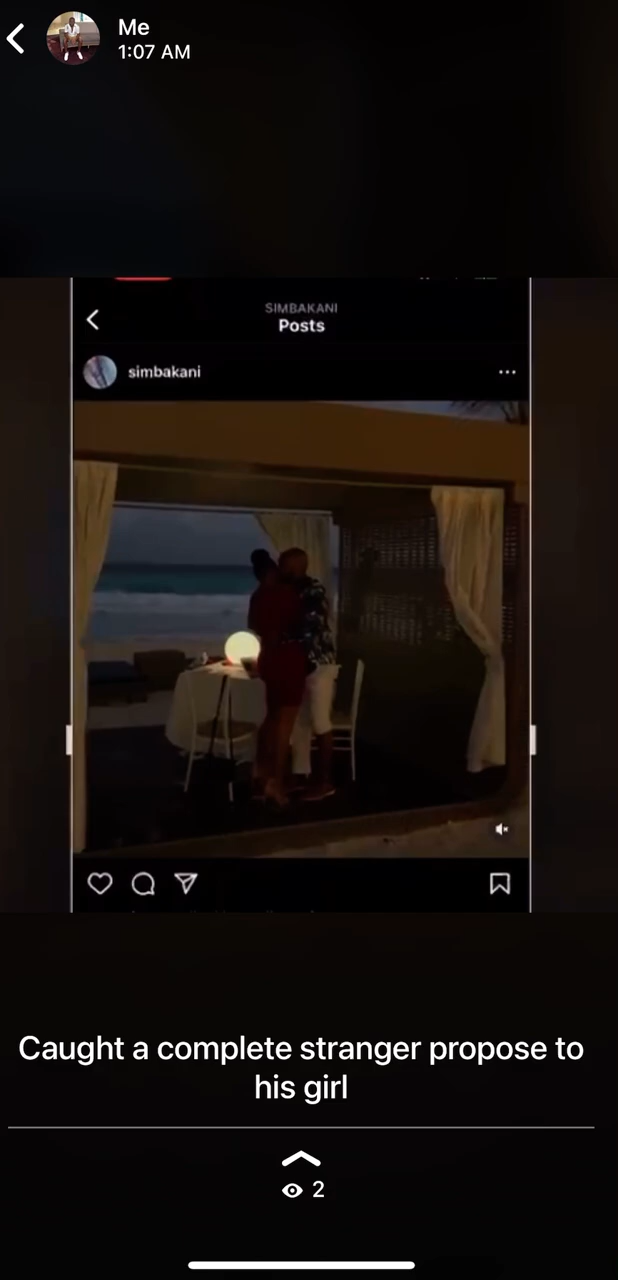 Me
1:07 AM
SIMBAKANI
Posts
simbakani
Caught a complete stranger propose to
his girl
2